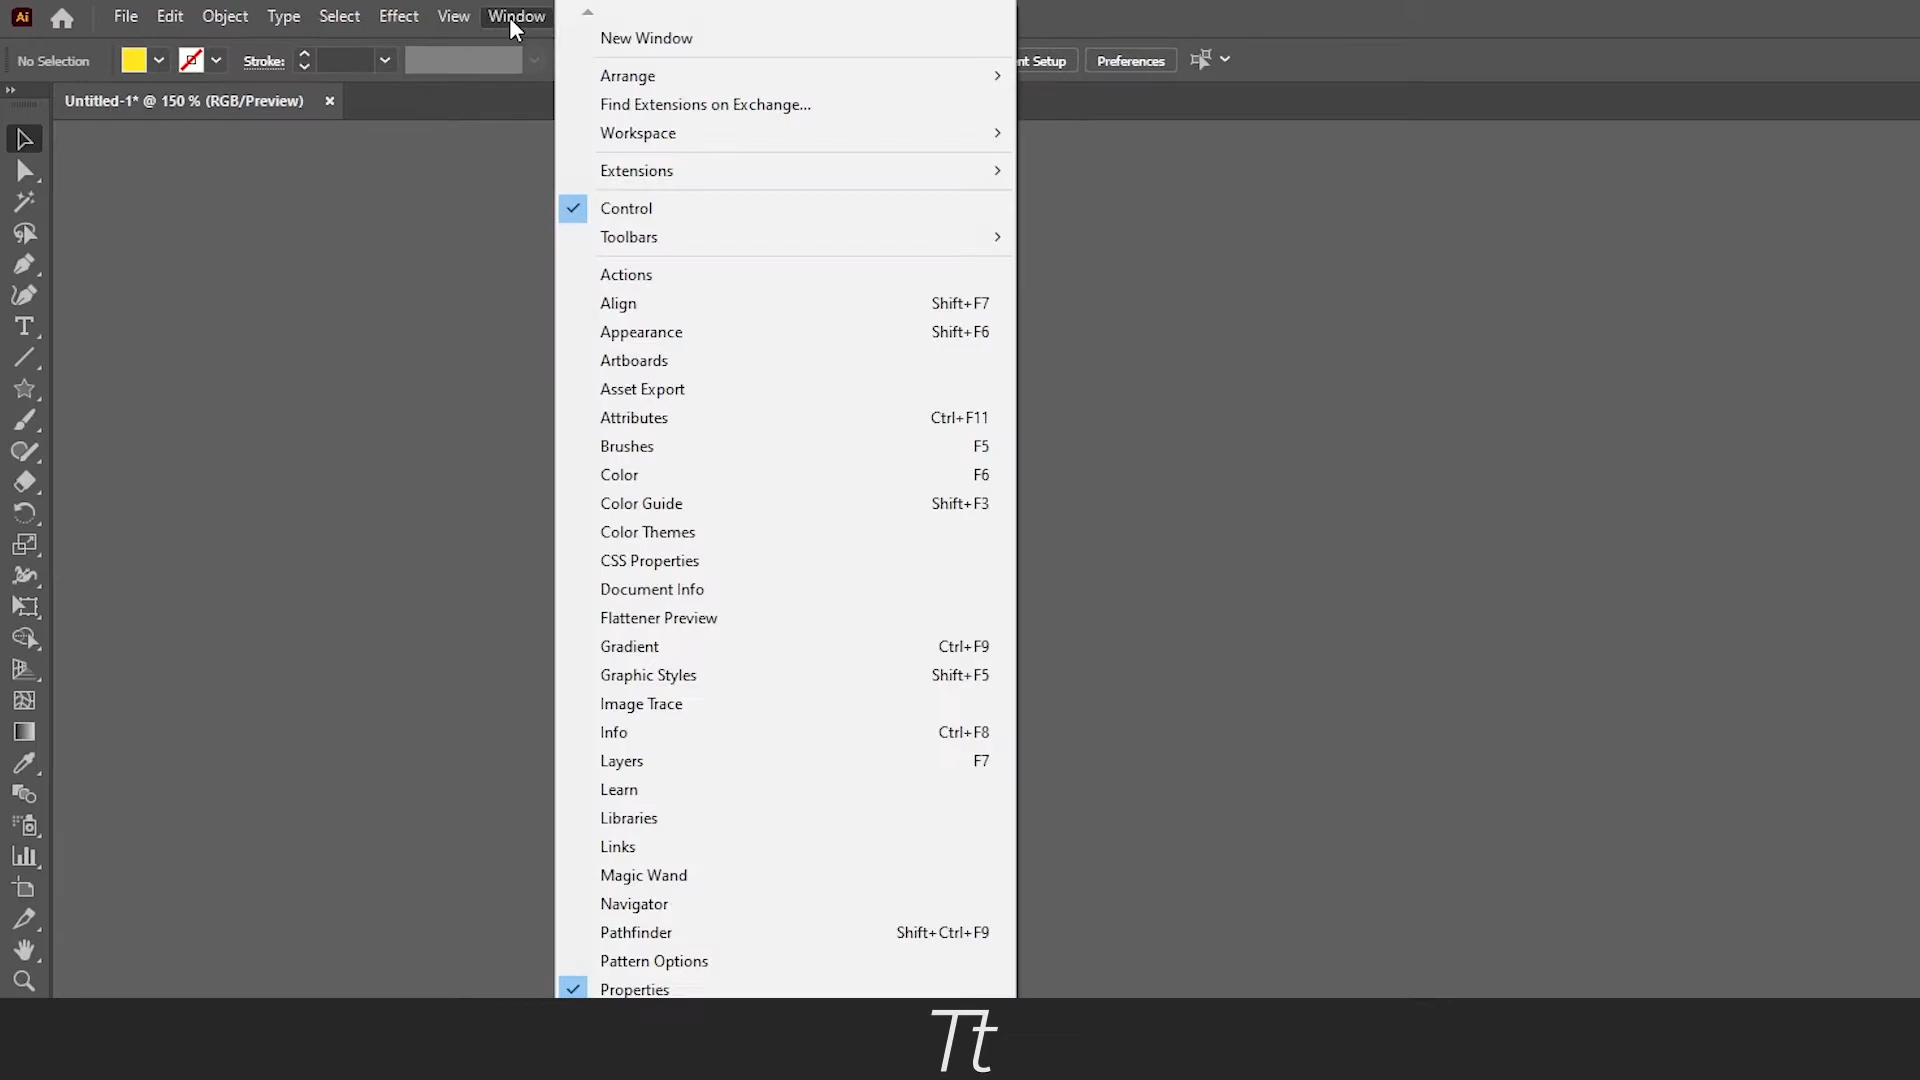 Ai File Edit Object Type Select Effect View Window
No Selection Stroke: nt Setup Preferences
Untitled-1* @ 150 % (RGB/Preview) ×
New Window
Arrange
Find Extensions on Exchange...
Workspace
Extensions
Control
Toolbars
Actions
Align Shift+F7
Appearance Shift+F6
Artboards
Asset Export
Attributes Ctrl+F11
Brushes F5
Color F6
Color Guide Shift+F3
Color Themes
CSS Properties
Document Info
Flattener Preview
Gradient Ctrl+F9
Graphic Styles Shift+F5
Image Trace
Info Ctrl+F8
Layers F7
Learn
Libraries
Links
Magic Wand
Navigator
Pathfinder Shift+Ctrl+F9
Pattern Options
Properties
Tt